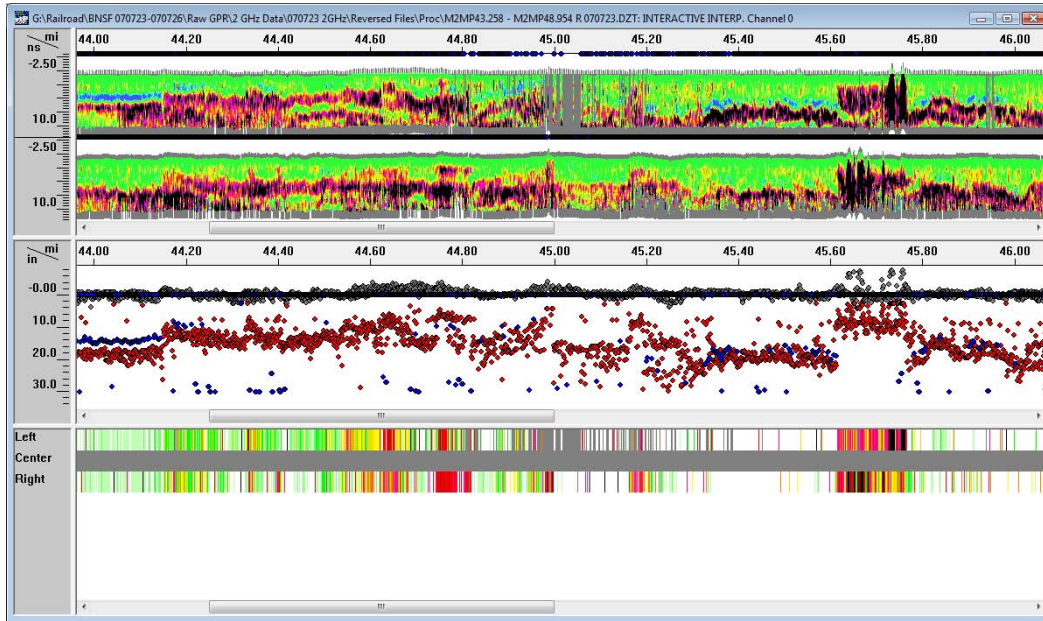 G:\Railroad\BNSF 070723-070726\Raw GPR\2 GHz Data\070723 2GHz\Reversed Files\Proc\M2MP43.258 - M2MP48.954 R 070723.DZT: INTERACTIVE INTERP. Channel 0
mi 44.00 44.20 44.40 44.60 44.80 45.00 45.20 45.40 45.60 45.80 46.00
ns
-2.50
10.0
-2.50
10.0
mi 44.00 44.20 44.40 44.60 44.80 45.00 45.20 45.40 45.60 45.80 46.00
in
-0.00
10.0
20.0
30.0
Left
Center
Right